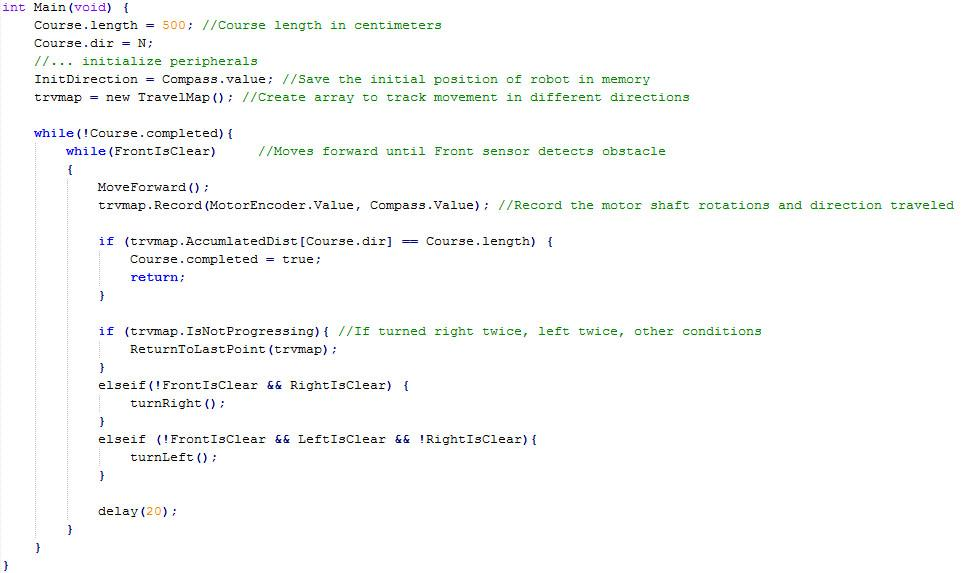 int Main(void) {
Course.length = 500; //Course length in centimeters
Course.dir = N;
//... initialize peripherals
InitDirection = Compass.value; //Save the initial position of robot in memory
trvmap = new TravelMap(); //Create array to track movement in different directions
while(!Course.completed){
while(FrontIsClear) //Moves forward until Front sensor detects obstacle
{
MoveForward();
trvmap.Record(MotorEncoder.Value, Compass.Value); //Record the motor shaft rotations and direction traveled
if (trvmap.AccumlatedDist[Course.dir] == Course.length) {
Course.completed = true;
return;
}
if (trvmap.IsNotProgressing){ //If turned right twice, left twice, other conditions
ReturnToLastPoint(trvmap);
}
elseif(!FrontIsClear && RightIsClear) {
turnRight();
}
elseif (!FrontIsClear && LeftIsClear && !RightIsClear){
turnLeft();
}
delay(20);
}
}
}